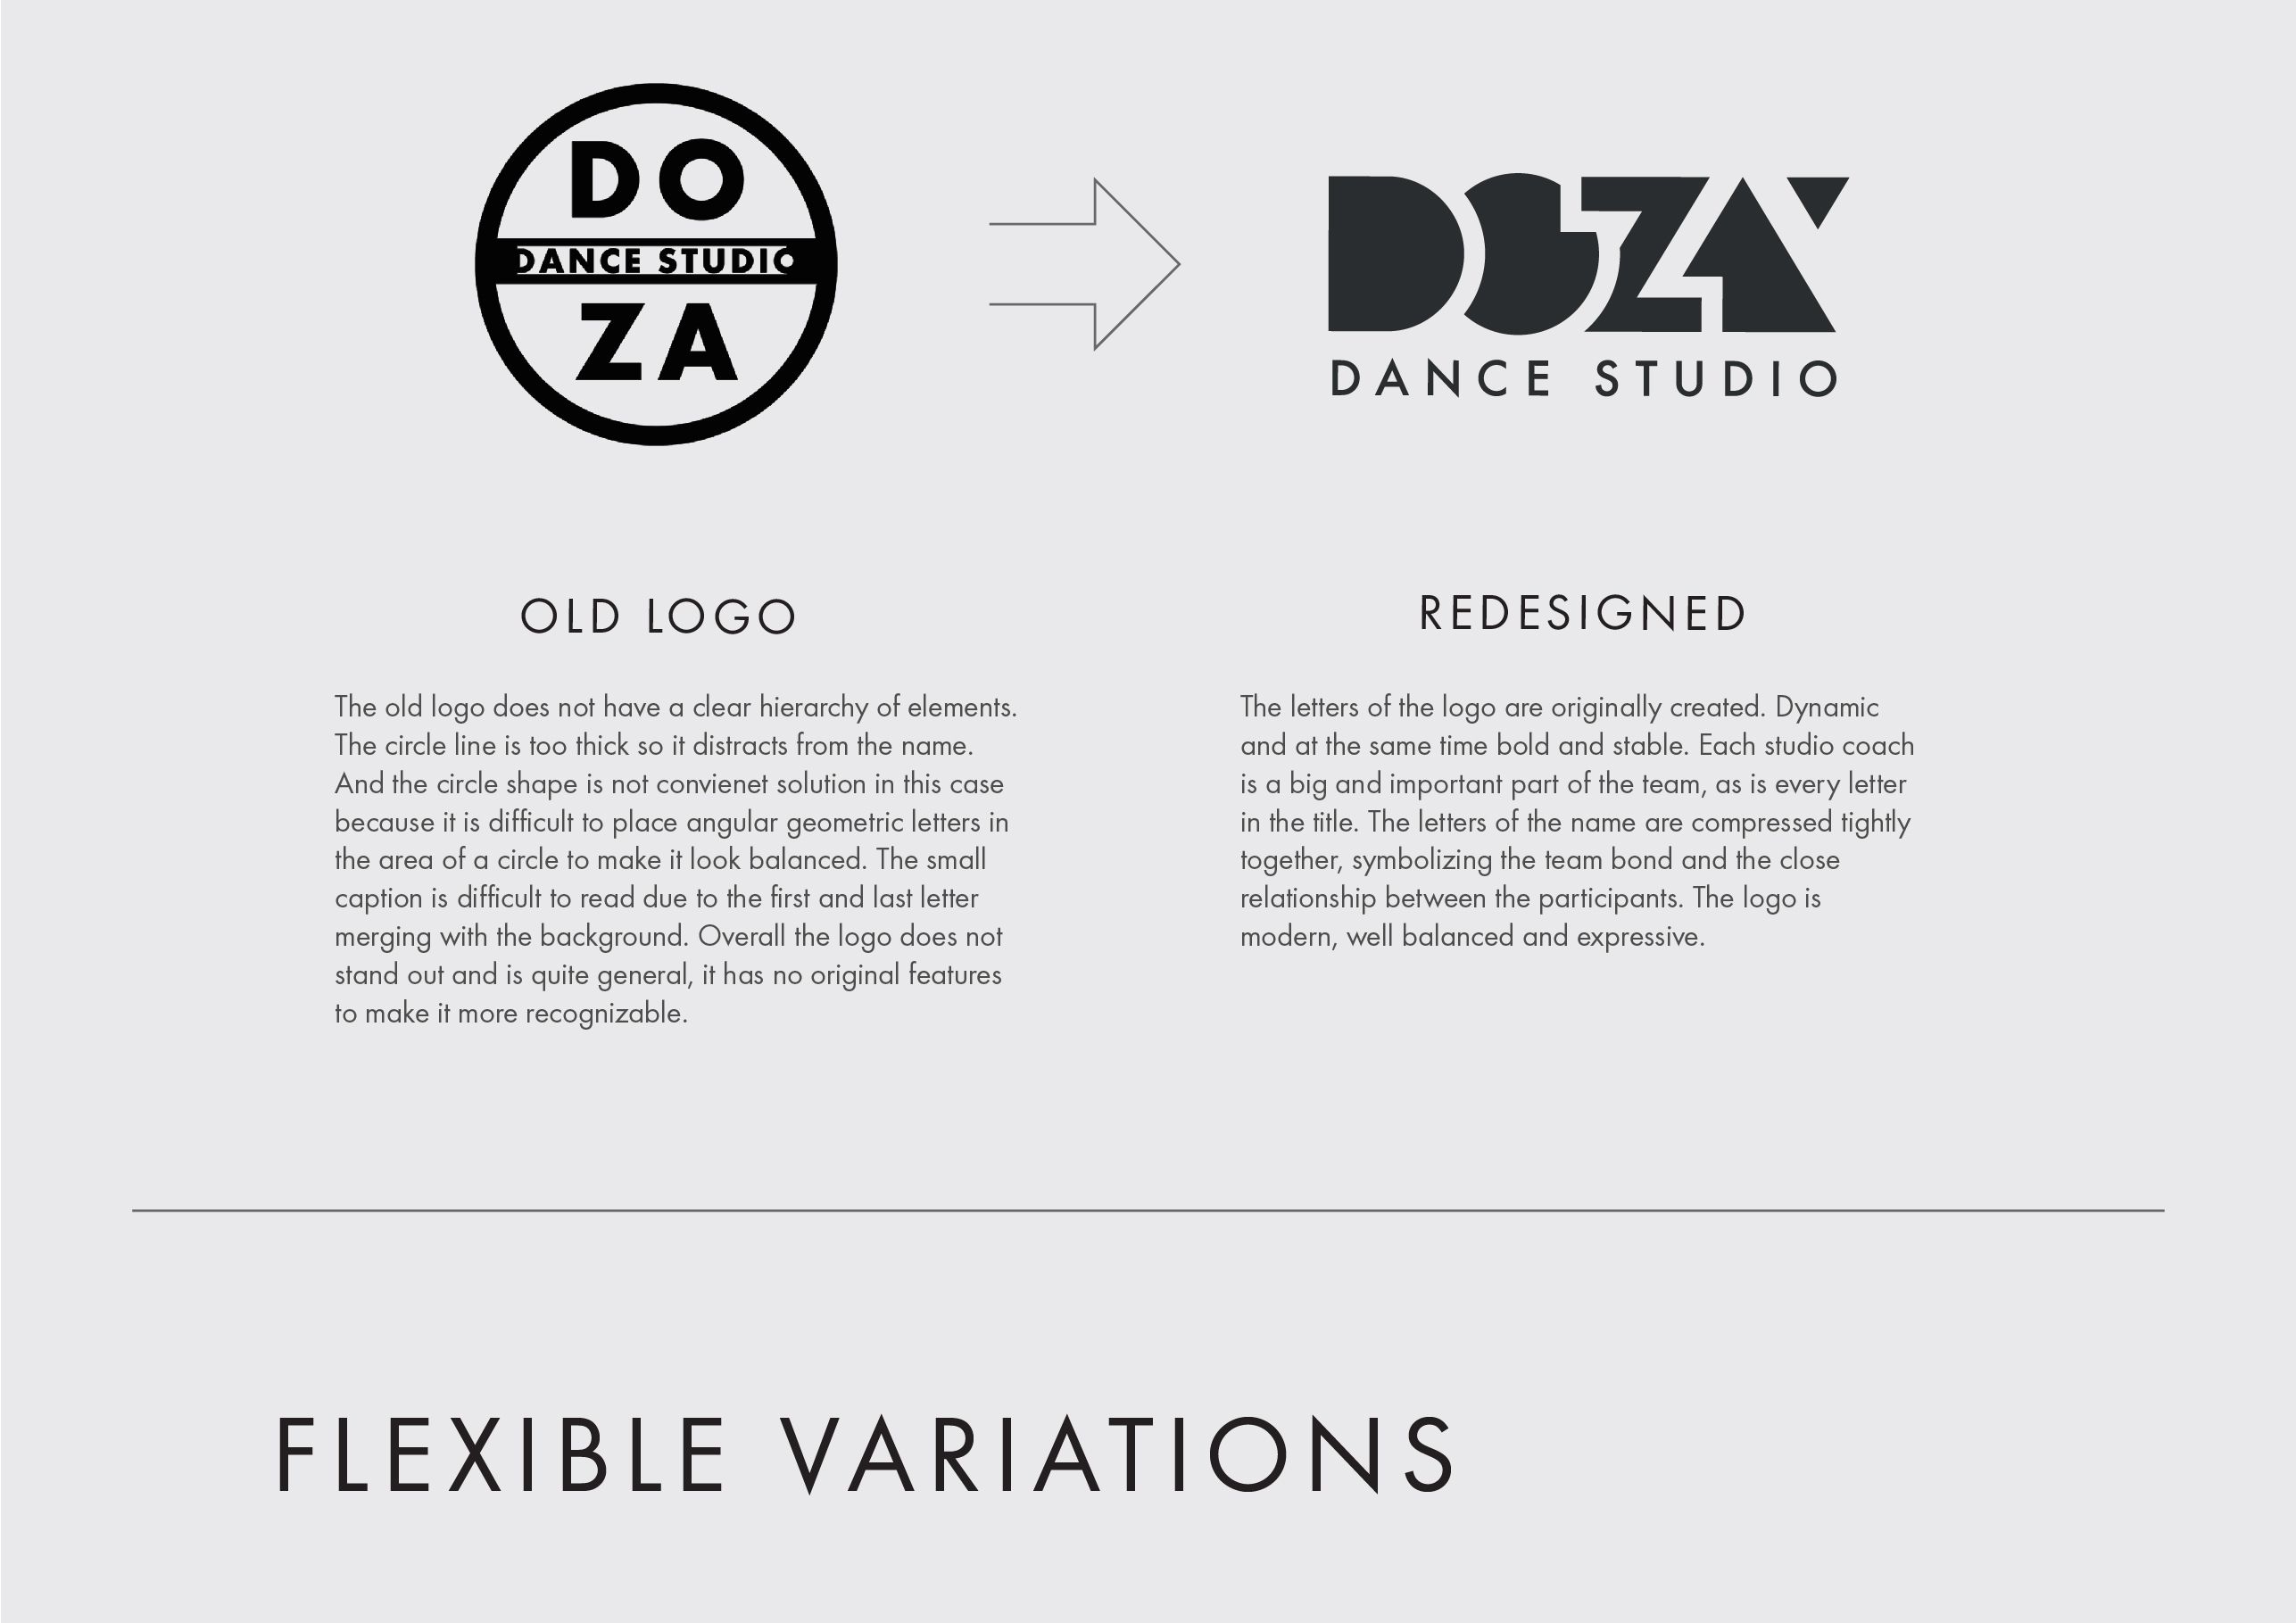 DO
DANCE STUDIO
ZA
DOZA
DANCE STUDIO
OLD LOGO
The old logo does not have a clear hierarchy of elements.
The circle line is too thick so it distracts from the name.
And the circle shape is not convienet solution in this case
because it is difficult to place angular geometric letters in
the area of a circle to make it look balanced. The small
caption is difficult to read due to the first and last letter
merging with the background. Overall the logo does not
stand out and is quite general, it has no original features
to make it more recognizable.
REDESIGNED
The letters of the logo are originally created. Dynamic
and at the same time bold and stable. Each studio coach
is a big and important part of the team, as is every letter
in the title. The letters of the name are compressed tightly
together, symbolizing the team bond and the close
relationship between the participants. The logo is
modern, well balanced and expressive.
FLEXIBLE VARIATIONS